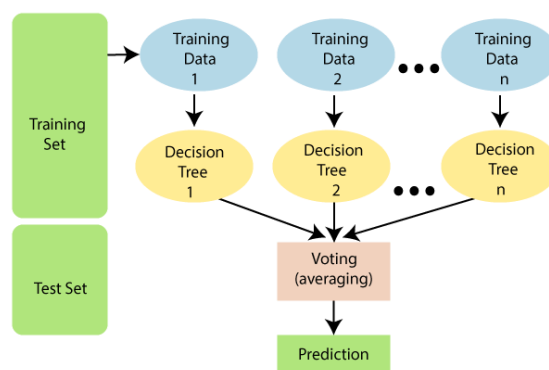 Training
Set
Test Set
Training
Data
1
Training
Data
2
Training
Data
n
Decision
Tree
1
Decision
Tree
2
Decision
Tree
n
Voting
(averaging)
Prediction